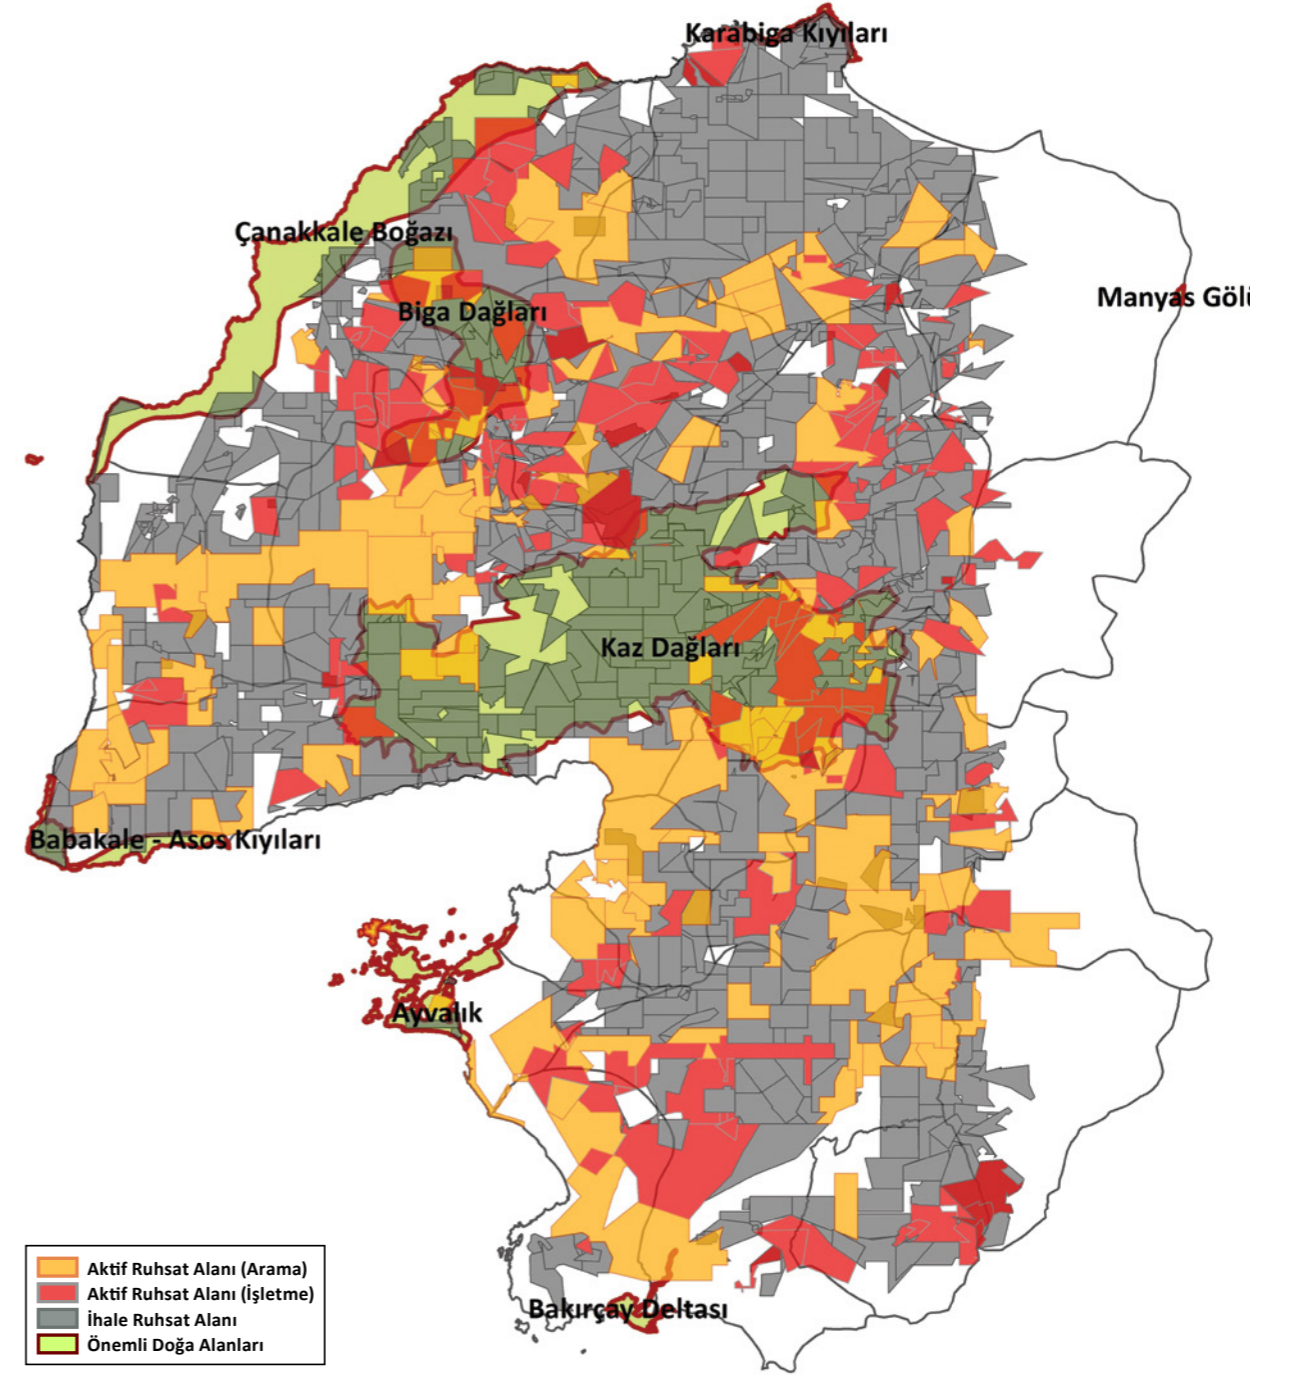 Karabiga Kıyıları
Çanakkale Boğazı
Manyas Gölü
Biga Dağları
Kaz Dağları
Babakale - Asos Kıyıları
Ayvalık
Bakırçay Deltası
Aktif Ruhsat Alanı (Arama)
Aktif Ruhsat Alanı (İşletme)
İhale Ruhsat Alanı
Önemli Doğa Alanları